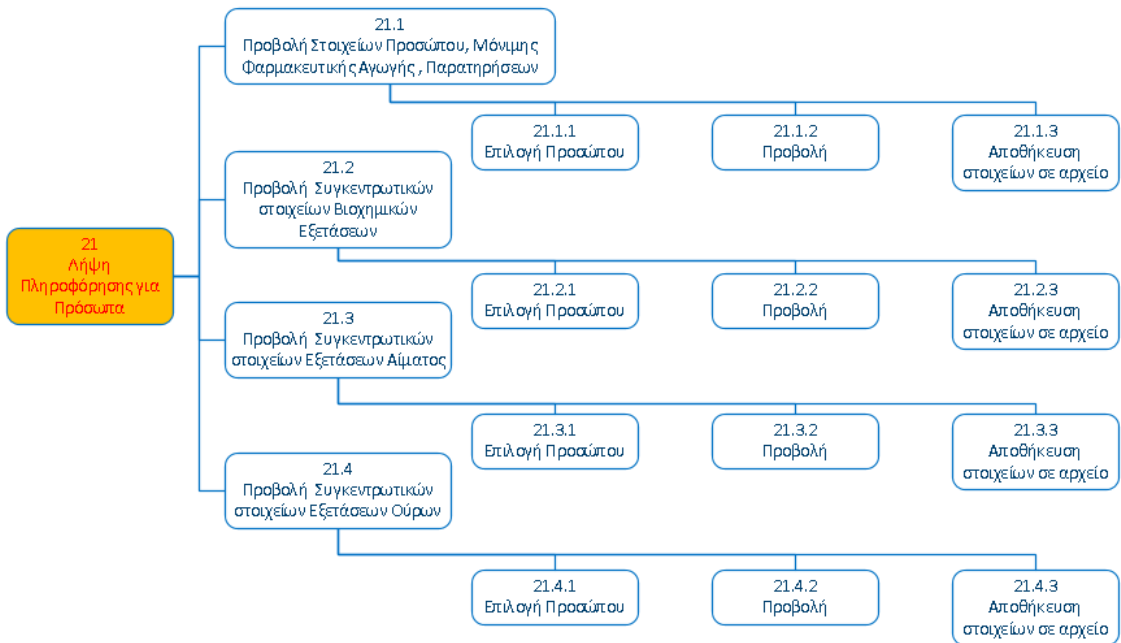 21.1
Προβολή Στοιχείων Προσώπου, Μόνιμης
Φαρμακευτικής Αγωγής , Παρατηρήσεων
21.1.1
Επιλογή Προσώπου
21.1.2
Προβολή
21.1.3
Αποθήκευση
στοιχείων σε αρχείο
21.2
Προβολή Συγκεντρωτικών
στοιχείων Βιοχημικών
Εξετάσεων
21
Λήψη
Πληροφόρησης για
Πρόσωπα
21.2.1
Επιλογή Προσώπου
21.2.2
Προβολή
21.2.3
Αποθήκευση
στοιχείων σε αρχείο
21.3
Προβολή Συγκεντρωτικών
στοιχείων Εξετάσεων Αίματος
21.3.1
Επιλογή Προσώπου
21.3.2
Προβολή
21.3.3
Αποθήκευση
στοιχείων σε αρχείο
21.4
Προβολή Συγκεντρωτικών
στοιχείων Εξετάσεων Ούρων
21.4.1
Επιλογή Προσώπου
21.4.2
Προβολή
21.4.3
Αποθήκευση
στοιχείων σε αρχείο